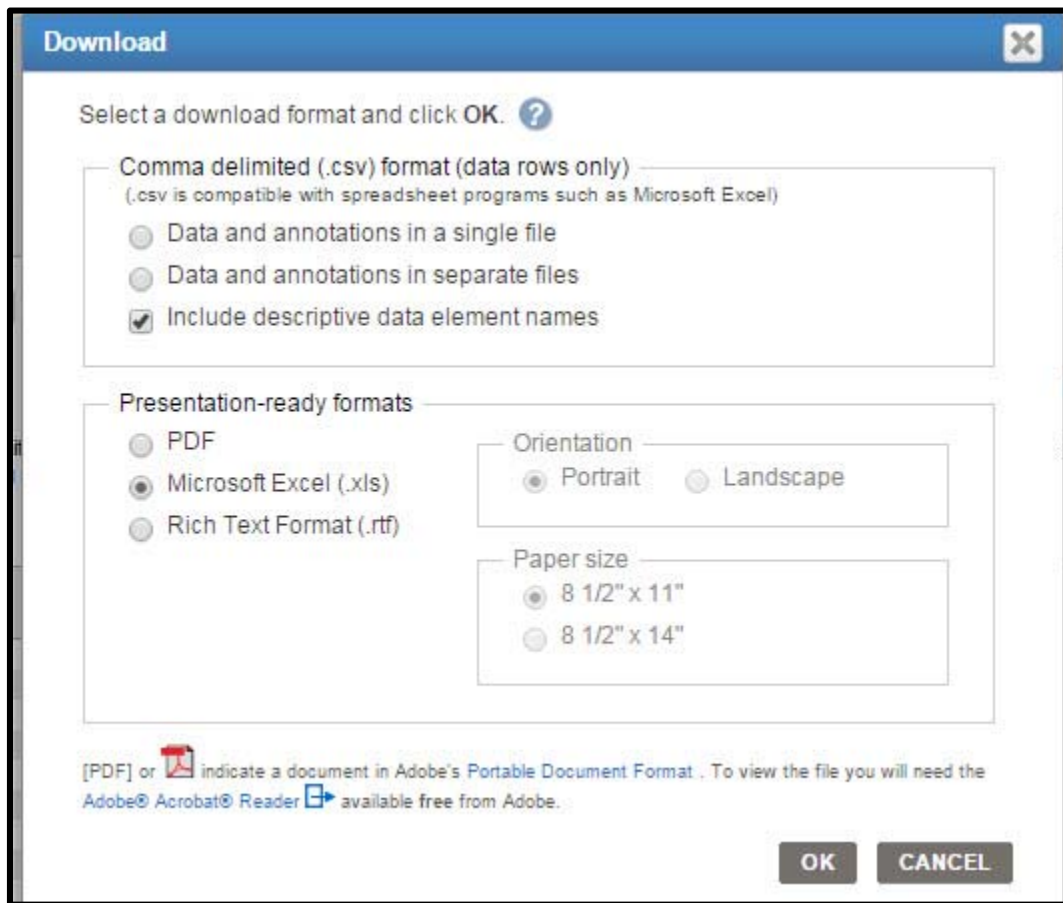 Download
Select a download format and click OK. ?
Comma delimited (.csv) format (data rows only)
(.csv is compatible with spreadsheet programs such as Microsoft Excel)
Data and annotations in a single file
Data and annotations in separate files
Include descriptive data element names
Presentation-ready formats
PDF
Microsoft Excel (.xls)
Rich Text Format (.rtf)
Orientation
Portrait Landscape
Paper size
8 1/2" x 11"
8 1/2" x 14"
[PDF] or indicate a document in Adobe's Portable Document Format . To view the file you will need the
Adobe® Acrobat® Reader available free from Adobe.
OK CANCEL